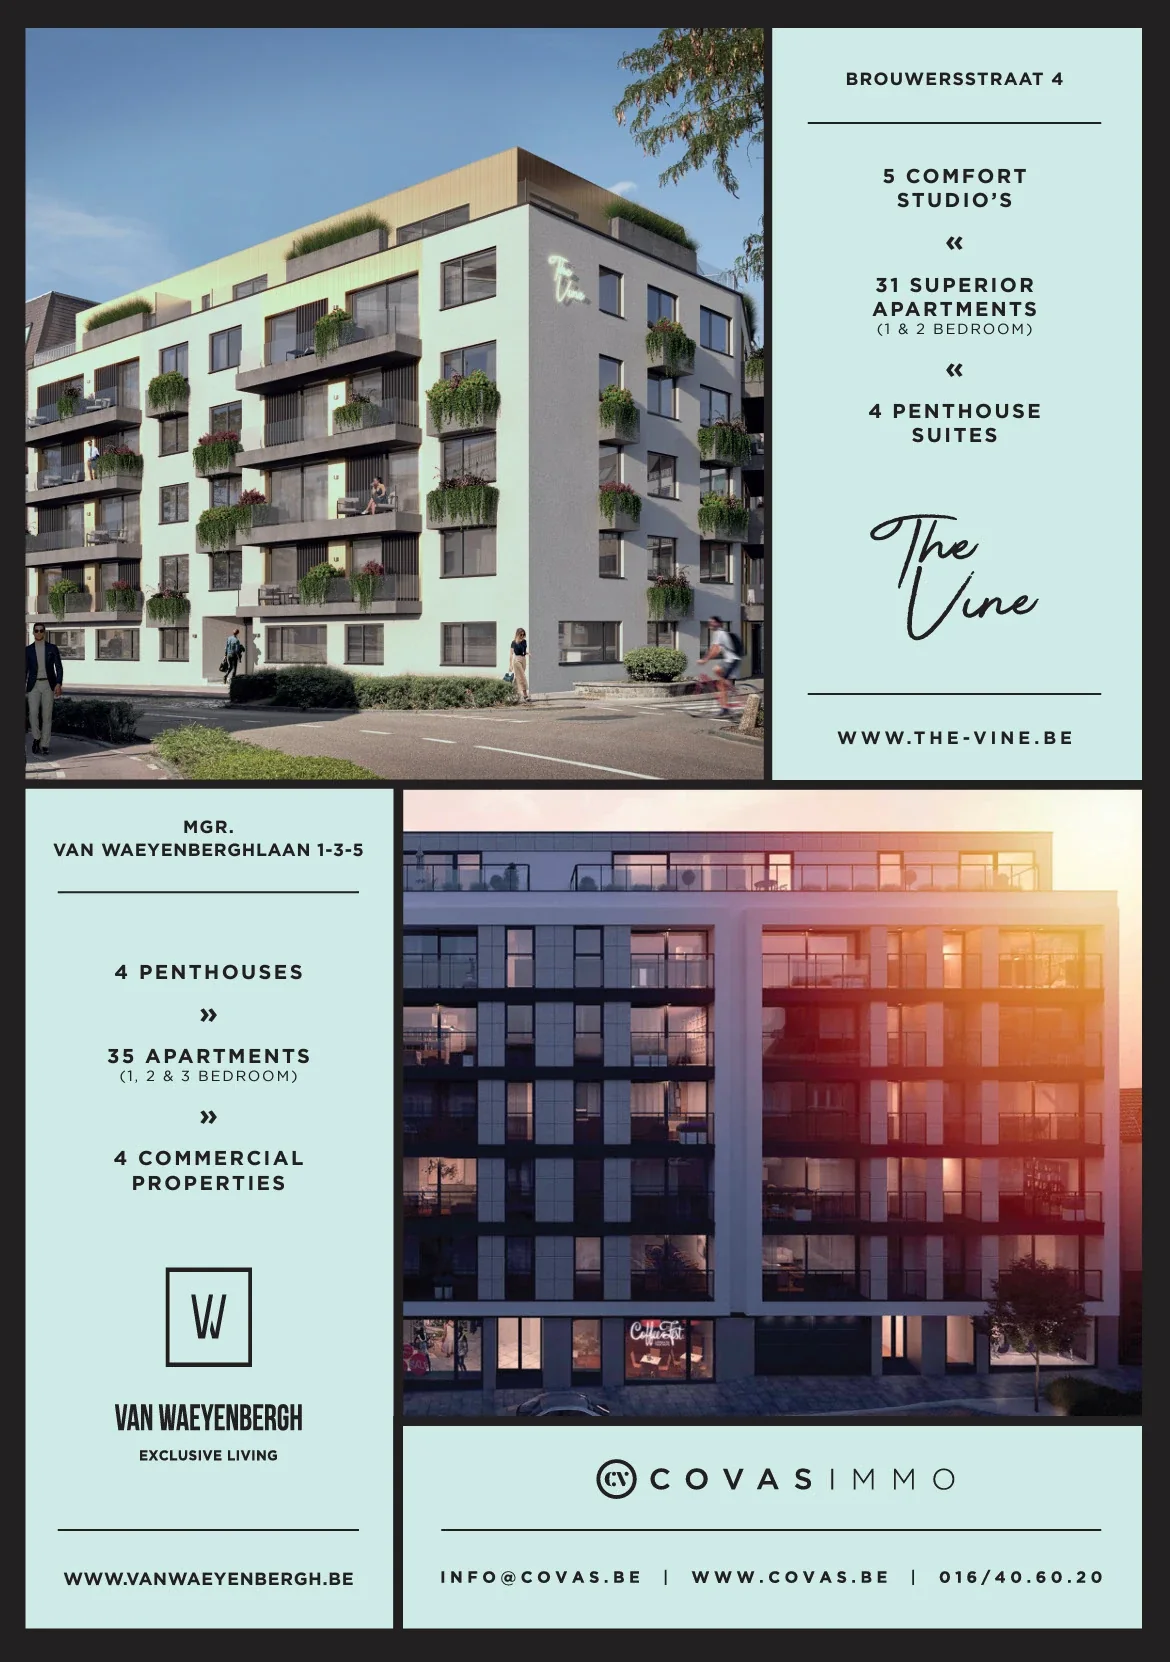 The
Vine
BROUWERSSTRAAT 4
5 COMFORT
STUDIO'S
«
31 SUPERIOR
APARTMENTS
(1 & 2 BEDROOM)
«
4 PENTHOUSE
SUITES
The
Vine
WWW.THE-VINE.BE
MGR.
VAN WAEYENBERGHLAAN 1-3-5
4 PENTHOUSES
»
35 APARTMENTS
(1, 2 & 3 BEDROOM)
»
4 COMMERCIAL
PROPERTIES
W
VAN WAEYENBERGH
EXCLUSIVE LIVING
WWW.VANWAEYENBERGH.BE
CV COVASIMMO
INFO@COVAS.BE | WWW.COVAS.BE | 016/40.60.20